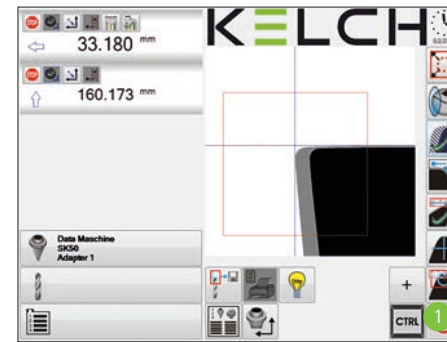 KELCH
33.180 mm
160.173 mm
Data Maschine
SK50
Adapter 1
+
CTRL
1